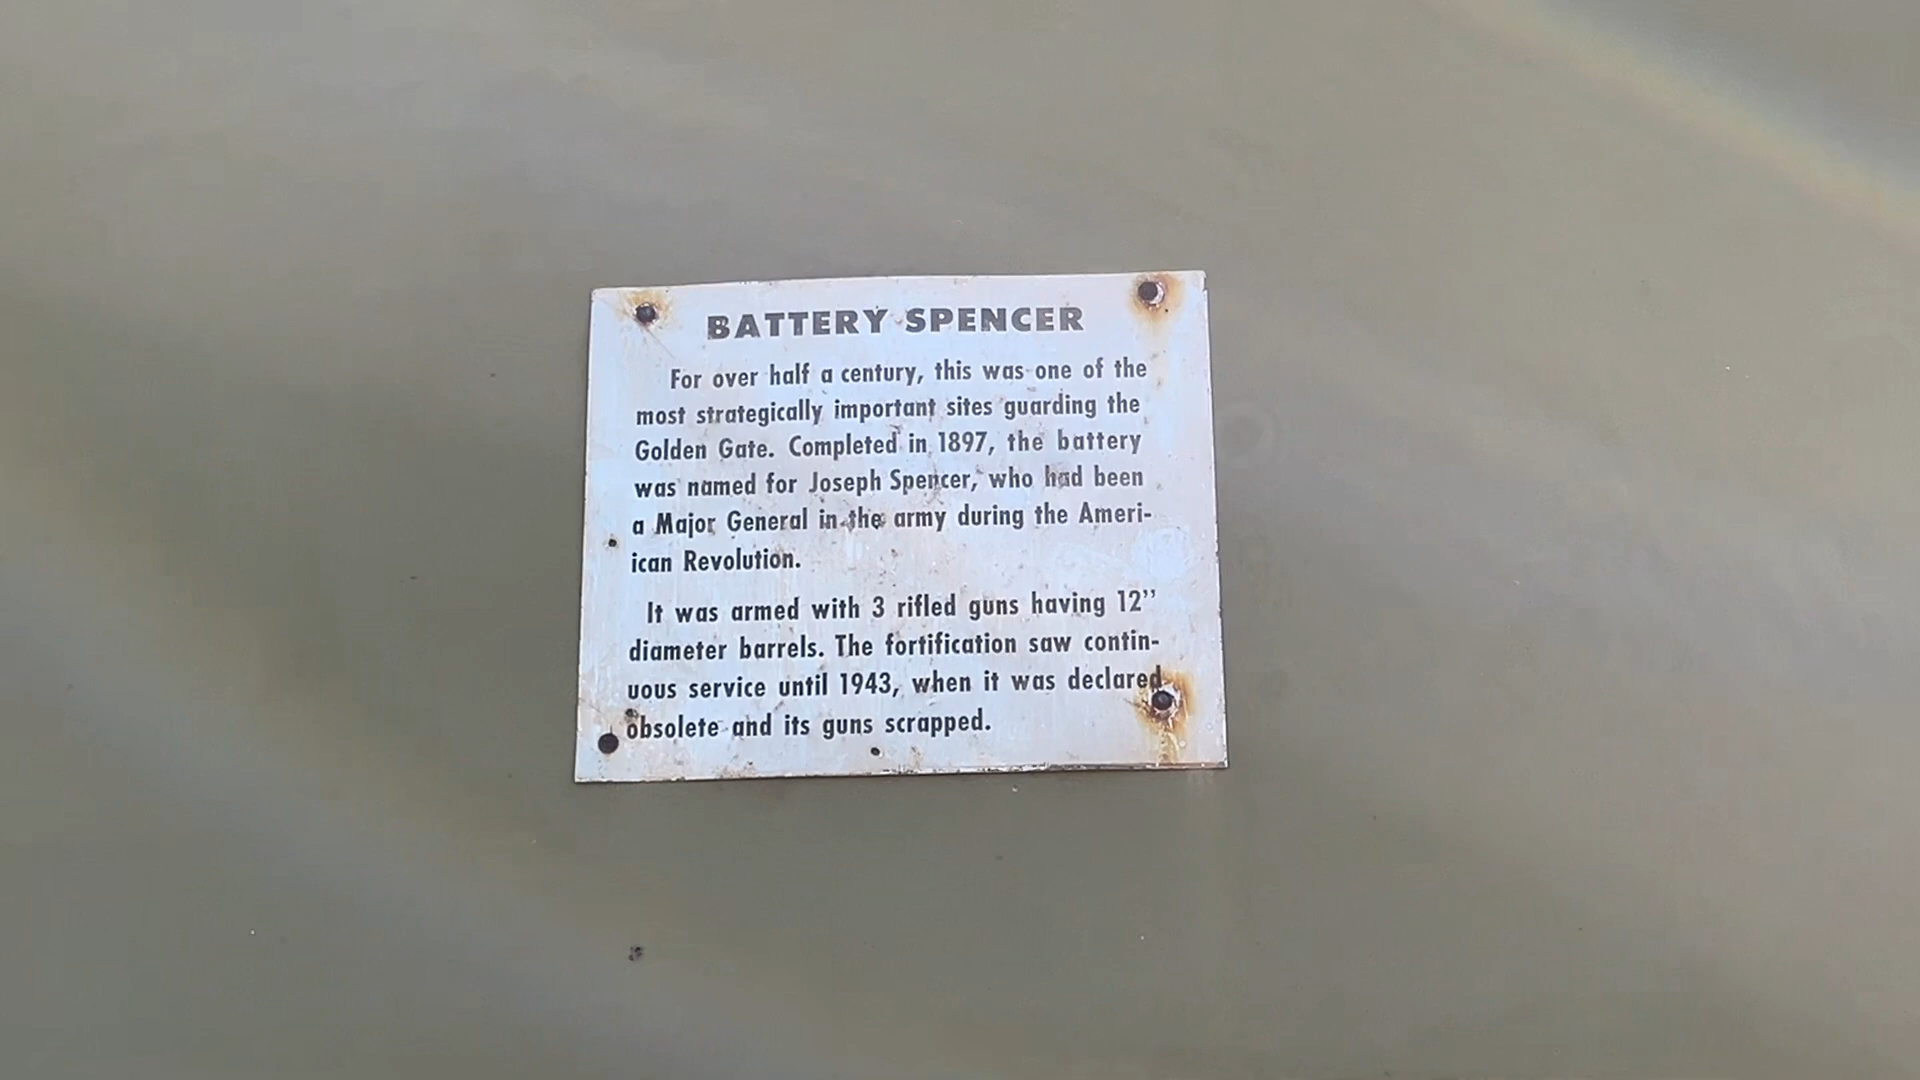 BATTERY SPENCER
For over half a century, this was one of the
most strategically important sites guarding the
Golden Gate. Completed in 1897, the battery
was named for Joseph Spencer, who had been
a Major General in the army during the Ameri-
ican Revolution.
It was armed with 3 rifled guns having 12”
diameter barrels. The fortification saw contin-
uous service until 1943, when it was declared
obsolete and its guns scrapped.